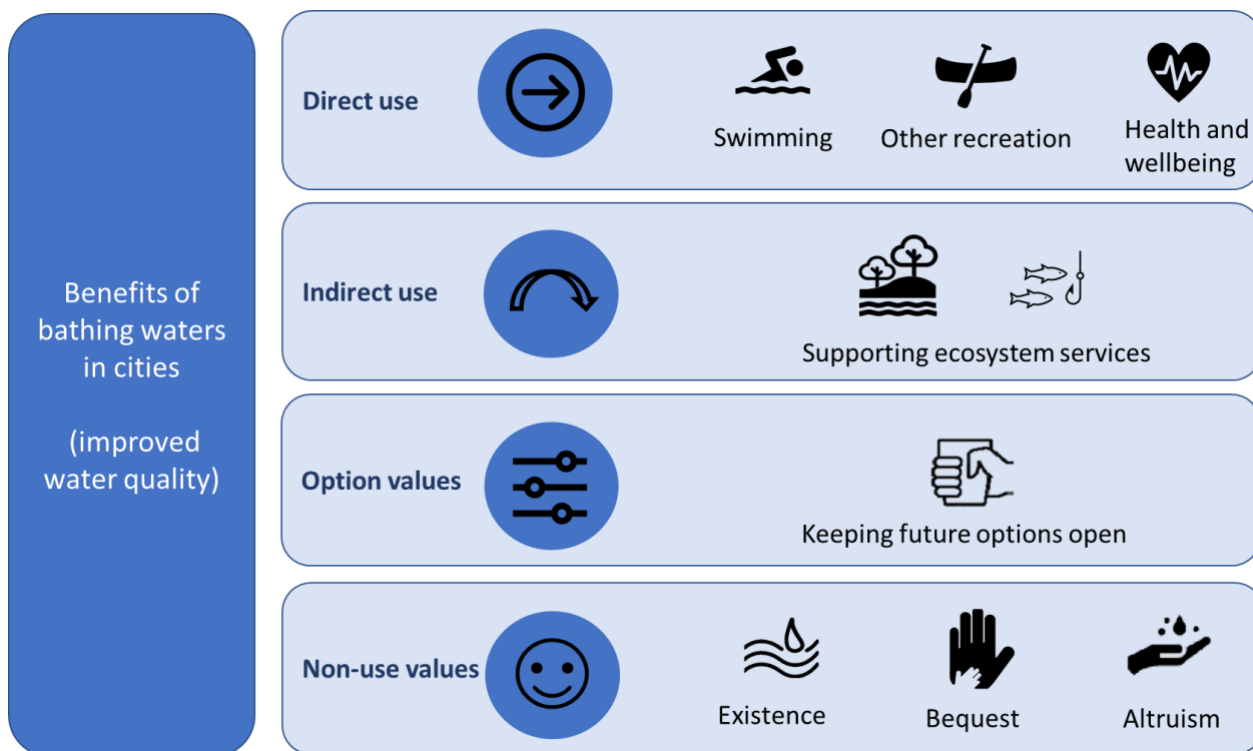 Benefits of
bathing waters
in cities
(improved
water quality)
Direct use
Swimming
Other recreation
Health and
wellbeing
Indirect use
Supporting ecosystem services
Option values
Keeping future options open
Non-use values
Existence
Bequest
Altruism